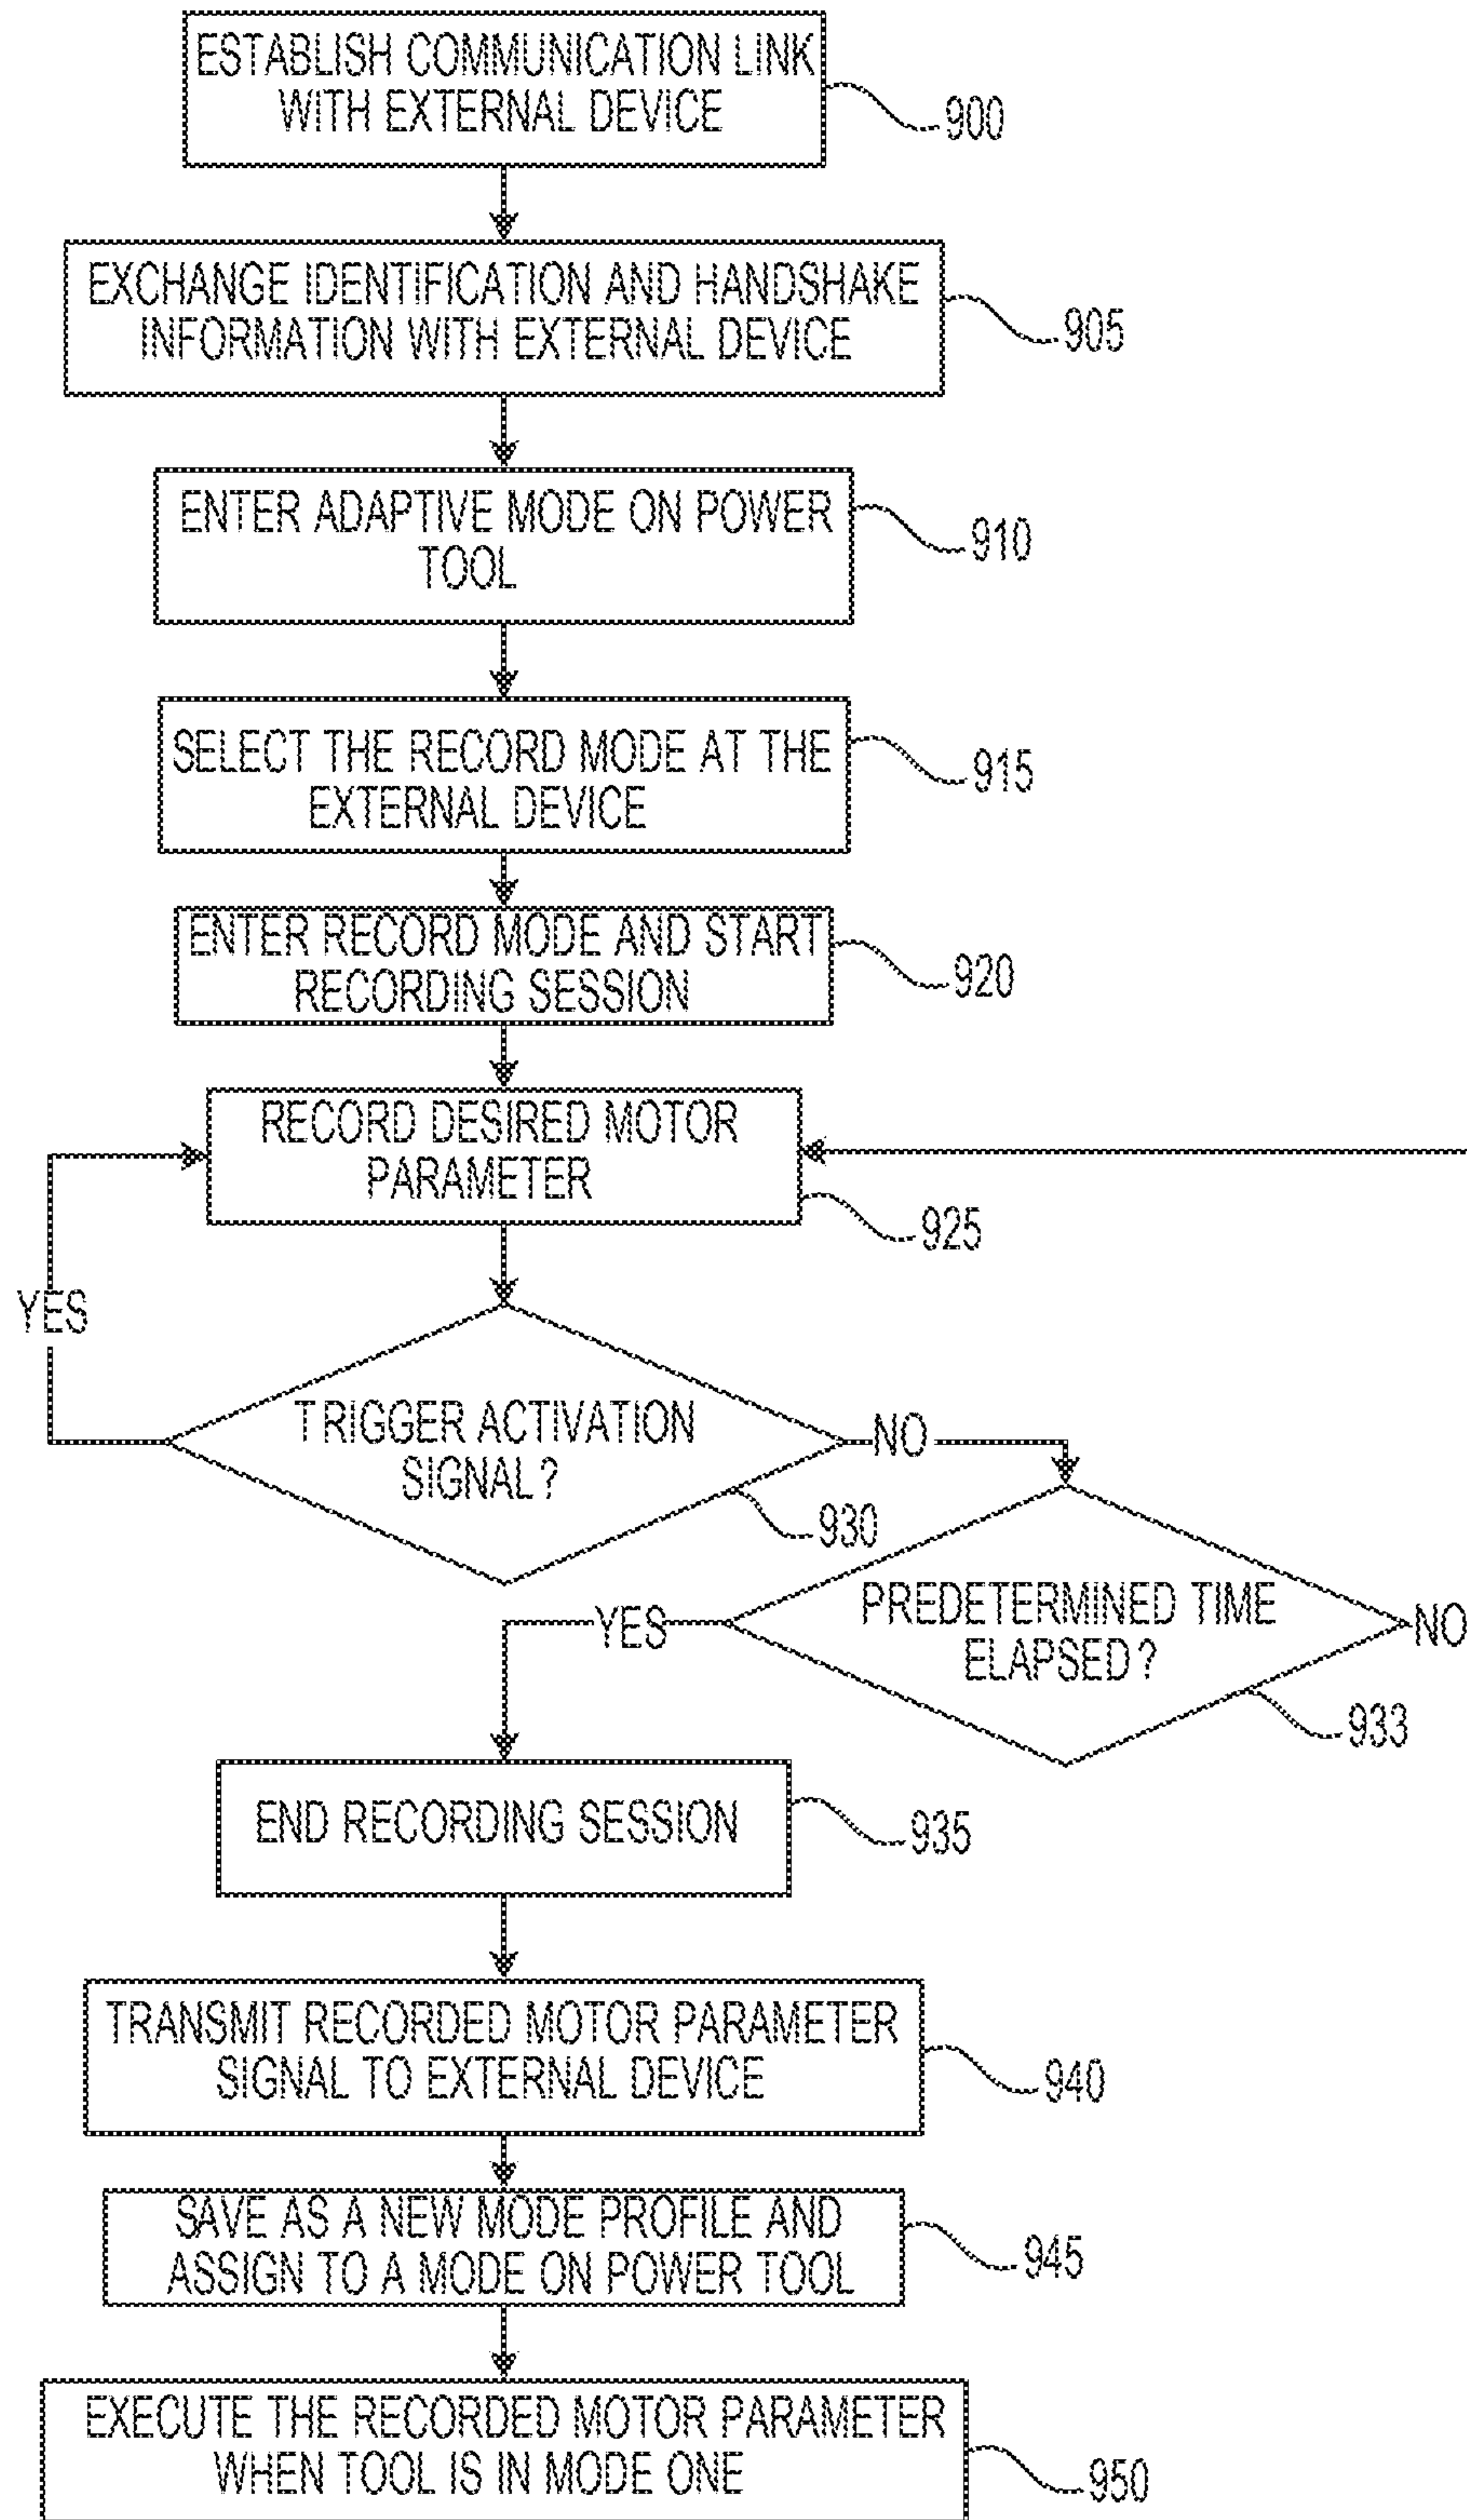 ESTABLISH COMMUNICATION LINK
WITH EXTERNAL DEVICE
900
EXCHANGE IDENTIFICATION AND HANDSHAKE
INFORMATION WITH EXTERNAL DEVICE
905
ENTER ADAPTIVE MODE ON POWER
TOOL
910
SELECT THE RECORD MODE AT THE
EXTERNAL DEVICE
915
ENTER RECORD MODE AND START
RECORDING SESSION
920
RECORD DESIRED MOTOR
PARAMETER
925
YES
TRIGGER ACTIVATION
SIGNAL?
NO
930
PREDETERMINED TIME
ELAPSED?
YES
NO
933
END RECORDING SESSION
935
TRANSMIT RECORDED MOTOR PARAMETER
SIGNAL TO EXTERNAL DEVICE
940
SAVE AS A NEW MODE PROFILE AND
ASSIGN TO A MODE ON POWER TOOL
945
EXECUTE THE RECORDED MOTOR PARAMETER
WHEN TOOL IS IN MODE ONE
950